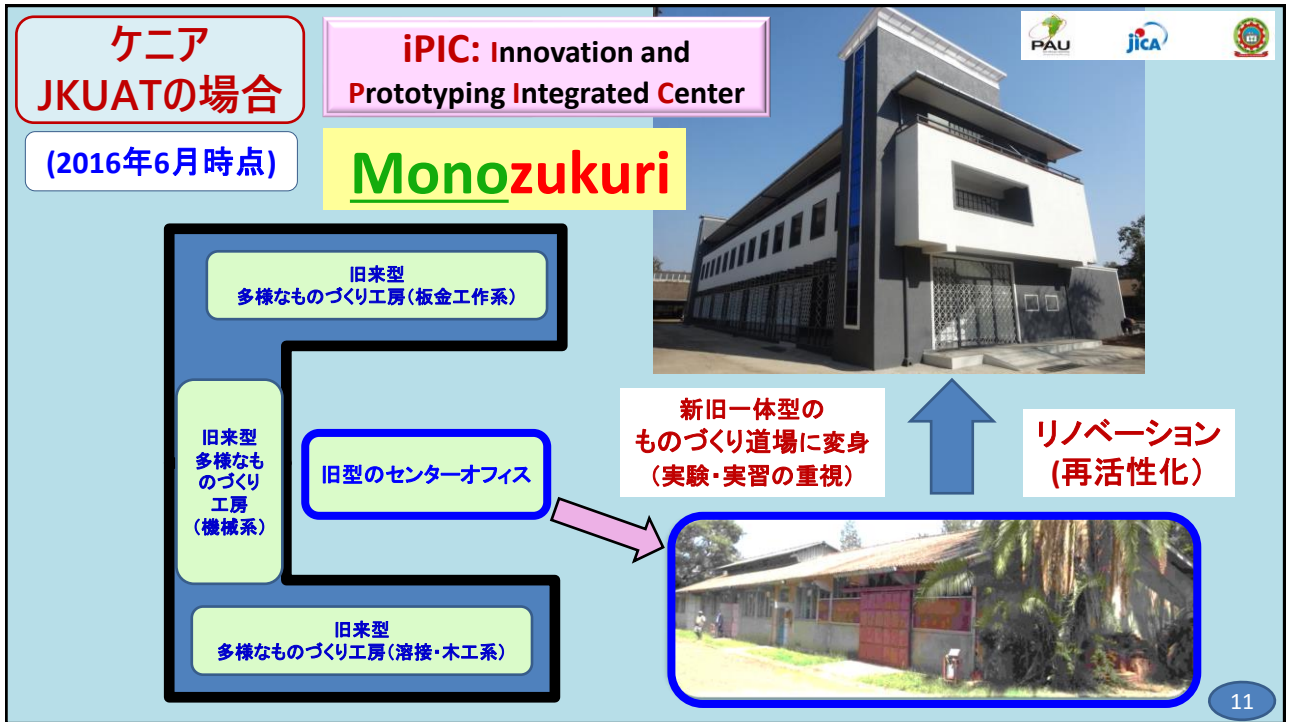 ケニア
JKUATの場合
(2016年6月時点)
iPIC: Innovation and
Prototyping Integrated Center
Monozukuri
PAU
jica
旧来型
多様なものづくり工房(板金工作系)
旧来型
多様なも
のづくり
工房
(機械系)
旧型のセンターオフィス
旧来型
多様なものづくり工房(溶接・木工系)
新旧一体型の
ものづくり道場に変身
(実験・実習の重視)
リノベーション
(再活性化)
11